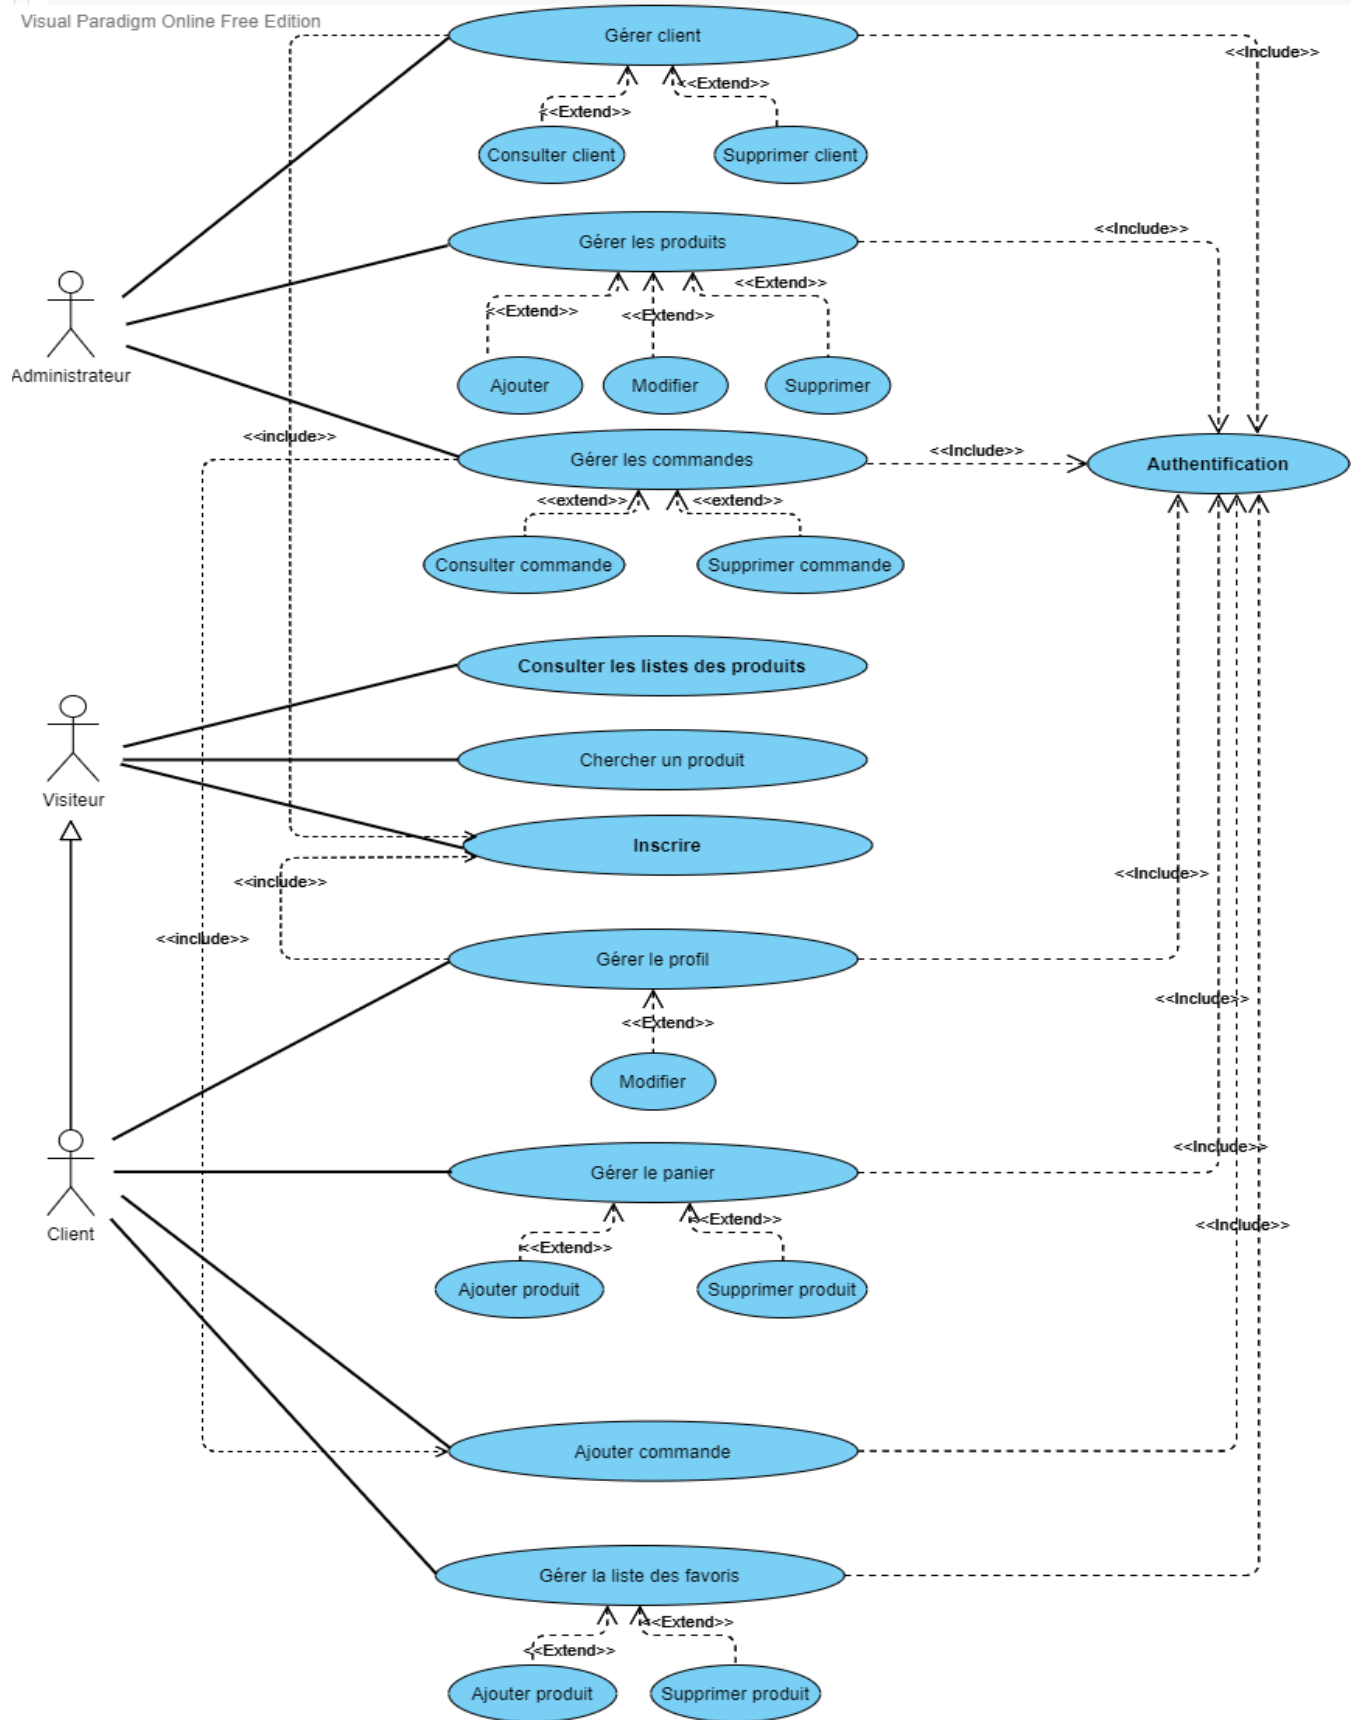 Visual Paradigm Online Free Edition
Gérer client
<<Include>>
<<Extend>>
<<Extend>>
Consulter client
Supprimer client
Gérer les produits
<<Include>>
<<Extend>>
<<Extend>>
<<Extend>>
Administrateur
Ajouter
Modifier
Supprimer
<<include>>
Gérer les commandes
<<Include>>
Authentification
<<extend>>
<<extend>>
Consulter commande
Supprimer commande
Consulter les listes des produits
Chercher un produit
Visiteur
Inscrire
<<include>>
<<Include>>
<<include>>
Gérer le profil
<<Include>>
<<Extend>>
Modifier
<<Include>>
Gérer le panier
<<Extend>>
<<Include>>
Client
<<Extend>>
Ajouter produit
Supprimer produit
Ajouter commande
Gérer la liste des favoris
<<Extend>>
<<Extend>>
Ajouter produit
Supprimer produit